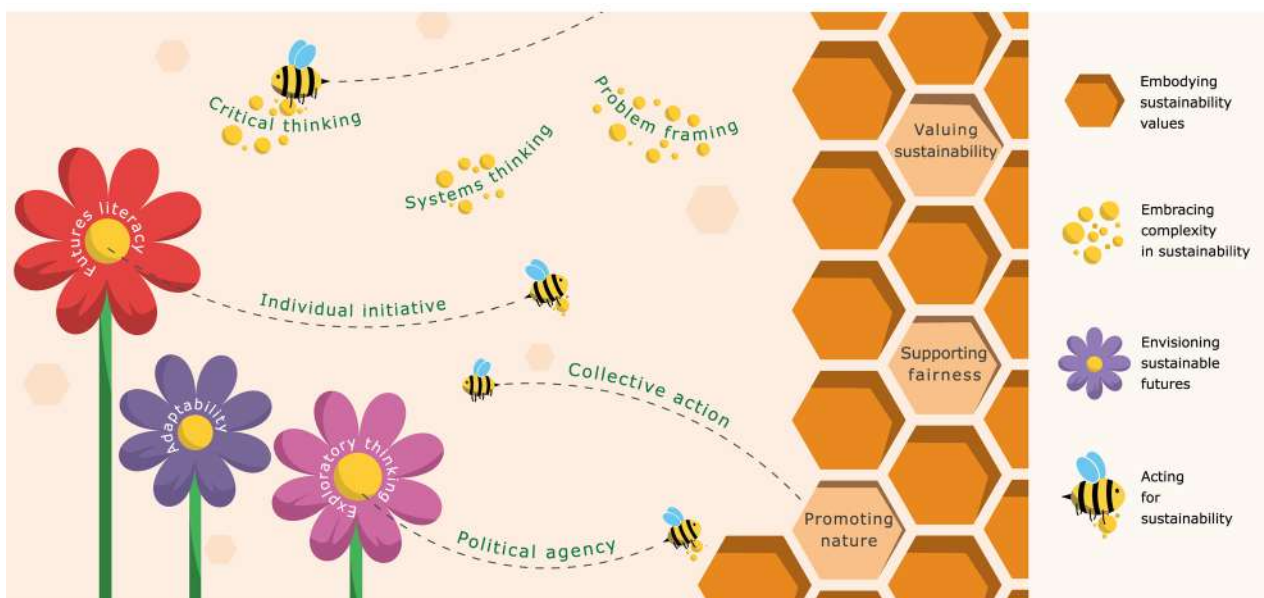 Critical thinking
Problem framing
Systems thinking
Futures literacy
Individual initiative
Adaptability
Exploratory thinking
Collective action
Political agency
Valuing
sustainability
Supporting
fairness
Promoting
nature
Embodying
sustainability
values
Embracing
complexity
in sustainability
Envisioning
sustainable
futures
Acting
for
sustainability